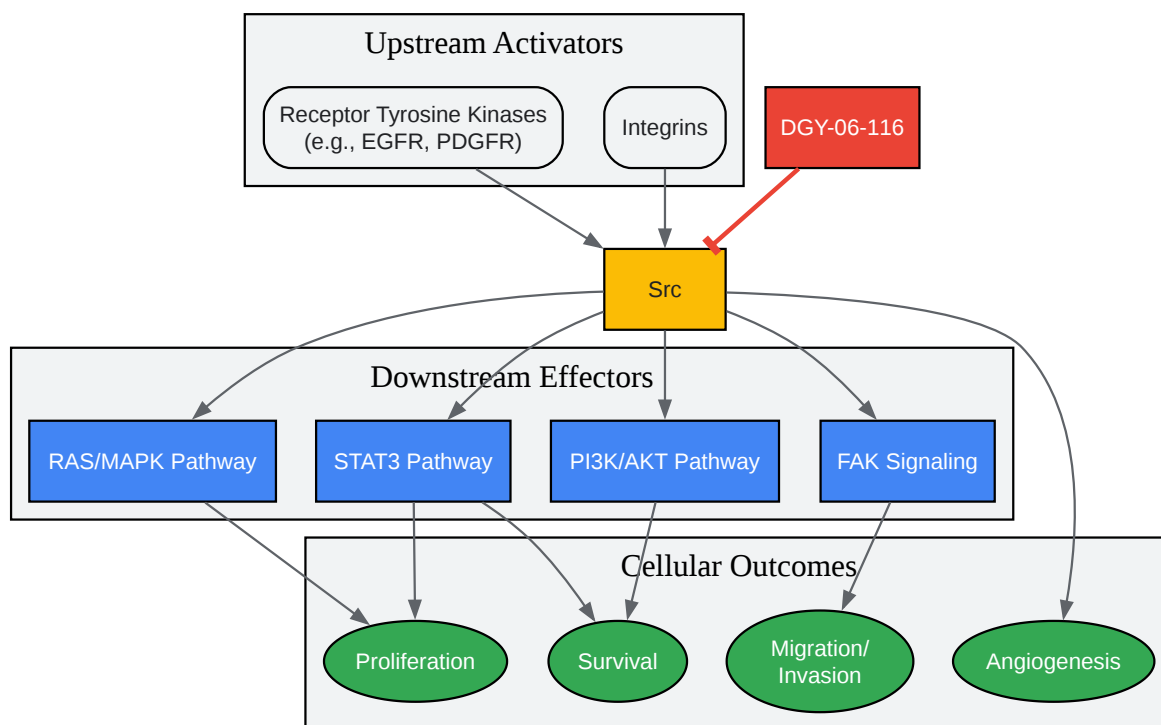 Upstream Activators
Receptor Tyrosine Kinases
(e.g., EGFR, PDGFR)
Integrins
DGY-06-116
Src
Downstream Effectors
RAS/MAPK Pathway
STAT3 Pathway
PI3K/AKT Pathway
FAK Signaling
Cellular Outcomes
Proliferation
Survival
Migration/
Invasion
Angiogenesis